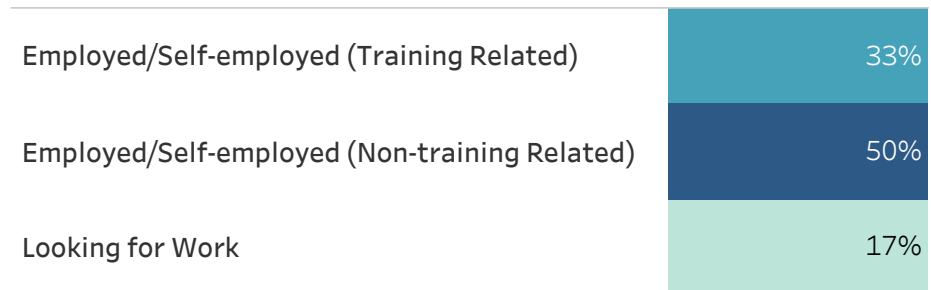 Employed/Self-employed (Training Related) 33%
Employed/Self-employed (Non-training Related) 50%
Looking for Work 17%